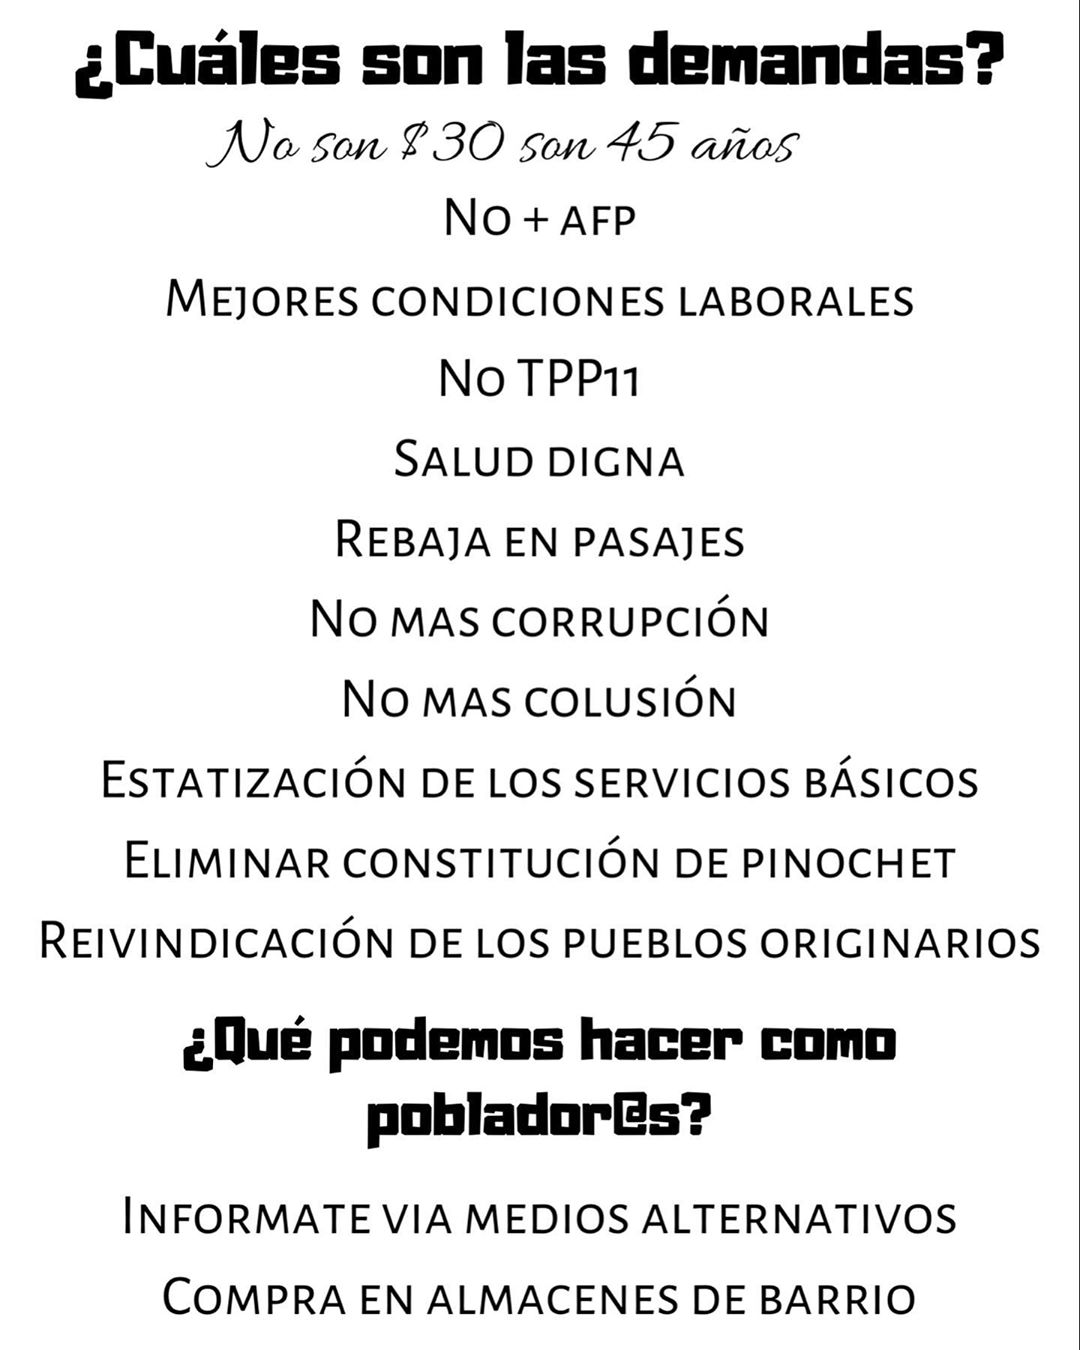 ¿Cuáles son las demandas?
No son $30 son 45 años
No + AFP
Mejores condiciones laborales
No TPP11
Salud digna
Rebaja en pasajes
No mas corrupción
No mas colusión
Estatización de los servicios básicos
Eliminar constitución de pinochet
Reivindicación de los pueblos originarios
¿Qué podemos hacer como
poblador@s?
Informate via medios alternativos
Compra en almacenes de barrio